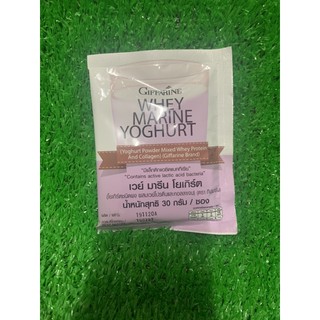 GIFFARINE
WHEY
MARINE
YOGHURT
(Yoghurt Powder Mixed Whey Protein
And Collagen) (Giffarine Brand)
"Contains active lactic acid bacteria"
เวย์ มารีน โยเกิร์ต
น้ำหนักสุทธิ 30 กรัม / ซอง